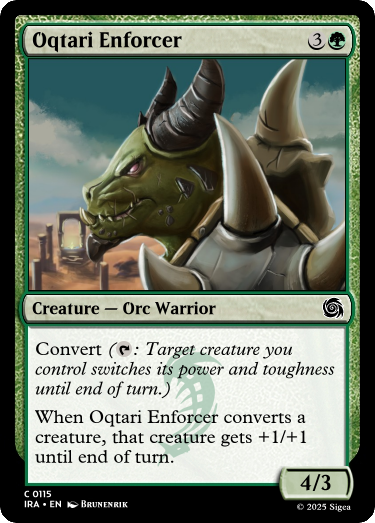 Oqtari Enforcer 3
Creature — Orc Warrior
Convert ( : Target creature you
control switches its power and toughness
until end of turn.)
When Oqtari Enforcer converts a
creature, that creature gets +1/+1
until end of turn.
4/3
C 0115
IRA • EN Brunenrik
© 2025 Sigea